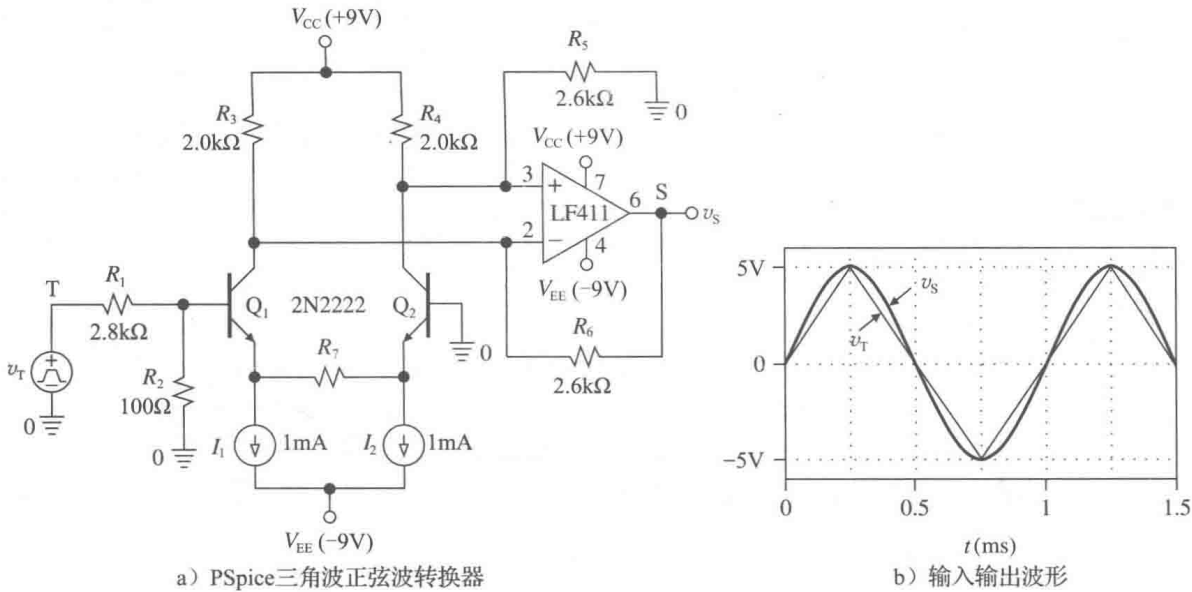 V_CC (+9V)
R_5
2.6kΩ
0
R_3
2.0kΩ
R_4
2.0kΩ
V_CC (+9V)
3
+
7
LF411
6
S
v_S
2
−
4
V_EE (−9V)
T
R_1
2.8kΩ
Q_1
2N2222
Q_2
0
R_6
2.6kΩ
v_T
+
0
R_2
100Ω
0
R_7
I_1
1mA
I_2
1mA
V_EE (−9V)
a）PSpice三角波正弦波转换器
5V
0
−5V
v_S
v_T
0
0.5
1
1.5
t(ms)
b）输入输出波形